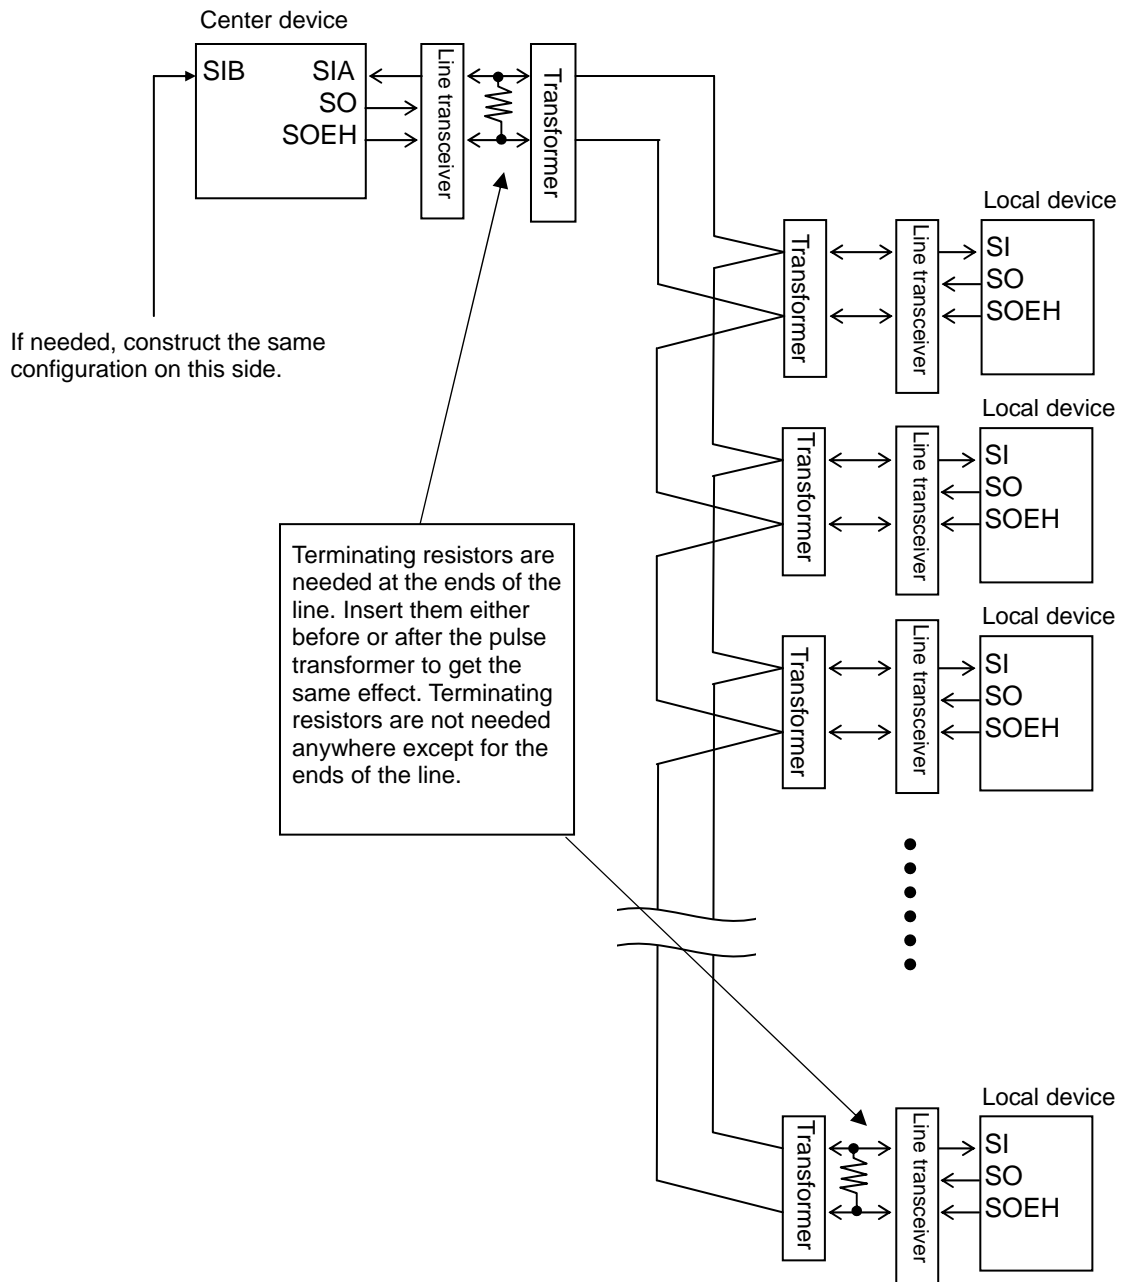 Center device
SIB
SIA
SO
SOEH
Line transceiver
Transformer
If needed, construct the same
configuration on this side.
Local device
Transformer
Line transceiver
SI
SO
SOEH
Local device
Transformer
Line transceiver
SI
SO
SOEH
Terminating resistors are
needed at the ends of the
line. Insert them either
before or after the pulse
transformer to get the
same effect. Terminating
resistors are not needed
anywhere except for the
ends of the line.
Local device
Transformer
Line transceiver
SI
SO
SOEH
Local device
Transformer
Line transceiver
SI
SO
SOEH